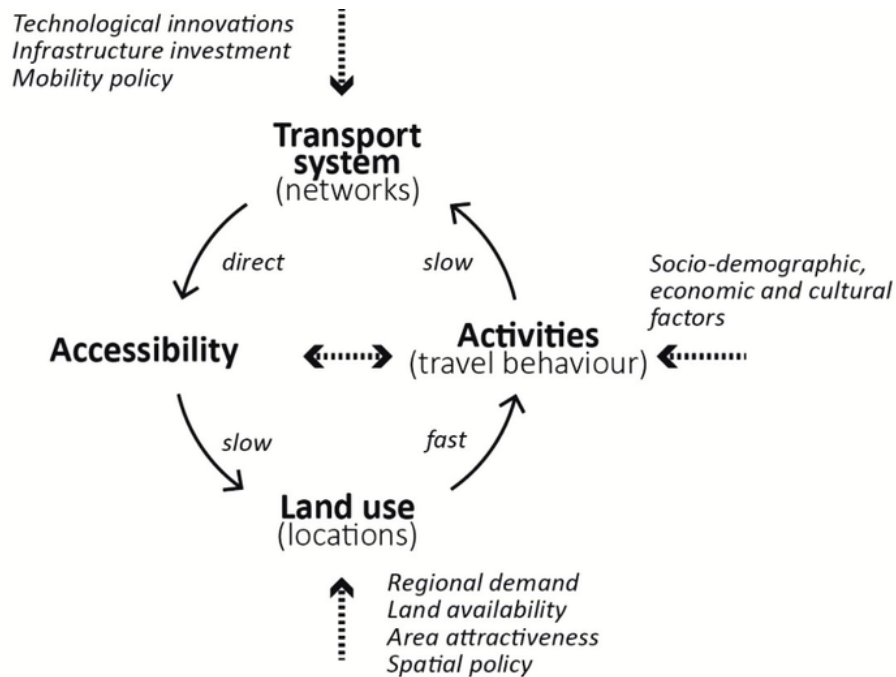 Technological innovations
Infrastructure investment
Mobility policy
Transport
system
(networks)
direct
slow
Socio-demographic,
economic and cultural
factors
Accessibility
Activities
(travel behaviour)
slow
fast
Land use
(locations)
Regional demand
Land availability
Area attractiveness
Spatial policy